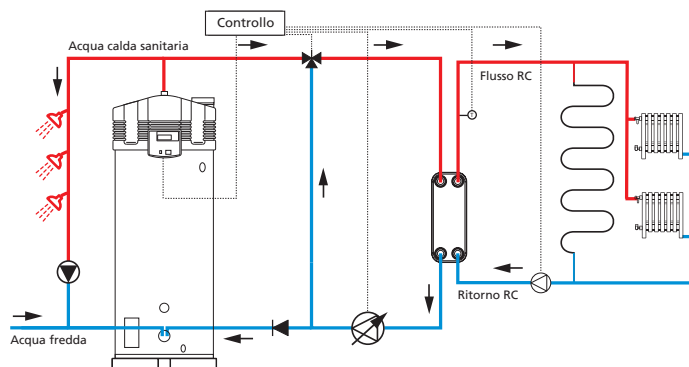 Controllo
Acqua calda sanitaria
Flusso RC
T
Ritorno RC
Acqua fredda